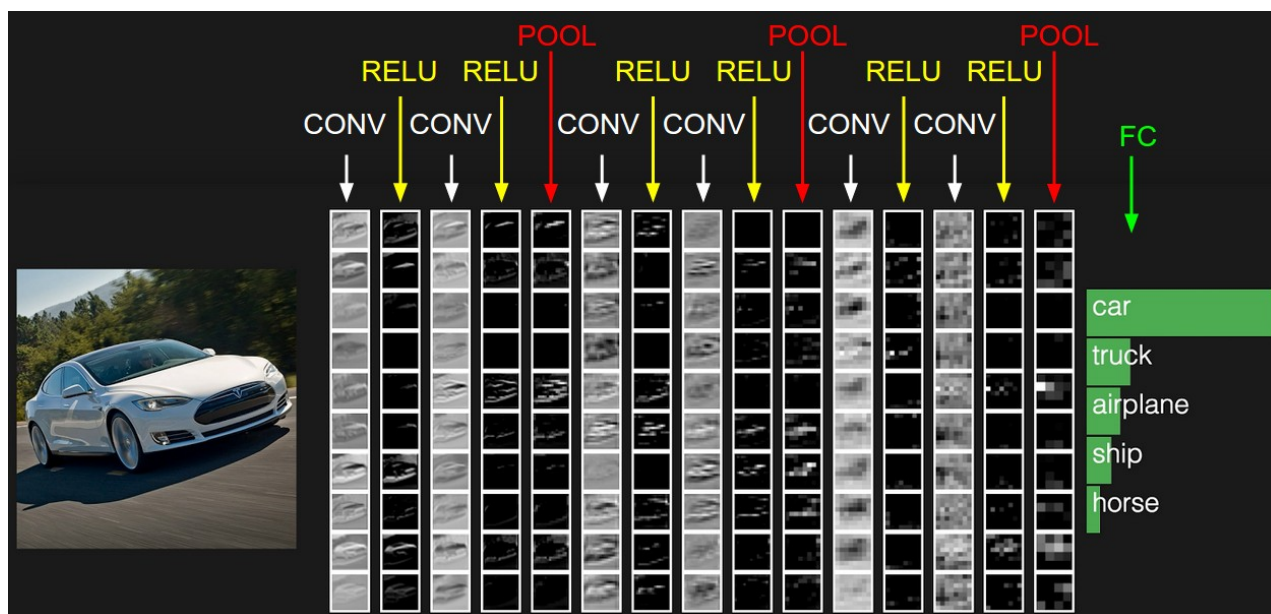 POOL POOL POOL
RELU RELU RELU RELU RELU RELU
CONV CONV CONV CONV CONV CONV
FC
car
truck
airplane
ship
horse